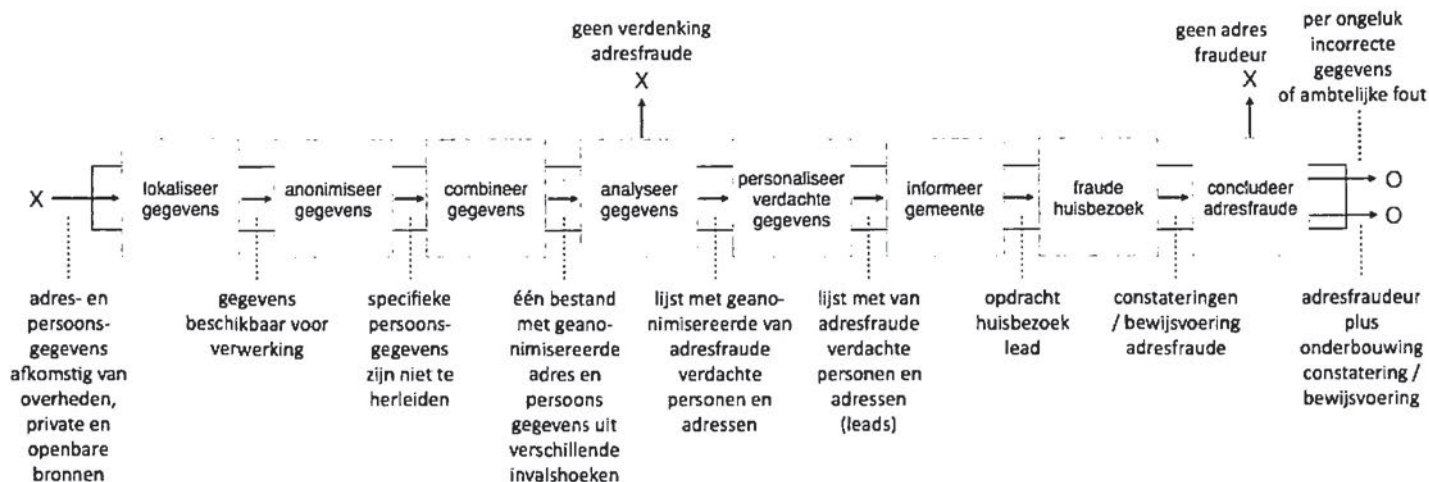 geen verdenking
adresfraude
X
geen adres
fraudeur
X
per ongeluk
incorrecte
gegevens
of ambtelijke fout
X
lokaliseer
gegevens
anonimiseer
gegevens
combineer
gegevens
analyseer
gegevens
personaliseer
verdachte
gegevens
informeer
gemeente
fraude
huisbezoek
concludeer
adresfraude
O
O
adres- en
persoons-
gegevens
afkomstig van
overheden,
private en
openbare
bronnen
gegevens
beschikbaar voor
verwerking
specifieke
persoons-
gegevens
zijn niet te
herleiden
één bestand
met geano-
nimisereerde
adres en
persoons
gegevens uit
verschillende
invalshoeken
lijst met geano-
nimisereerde van
adresfraude
verdachte
personen en
adressen
lijst met van
adresfraude
verdachte
personen en
adressen
(leads)
opdracht
huisbezoek
lead
constateringen
/ bewijsvoering
adresfraude
adresfraudeur
plus
onderbouwing
constatering /
bewijsvoering